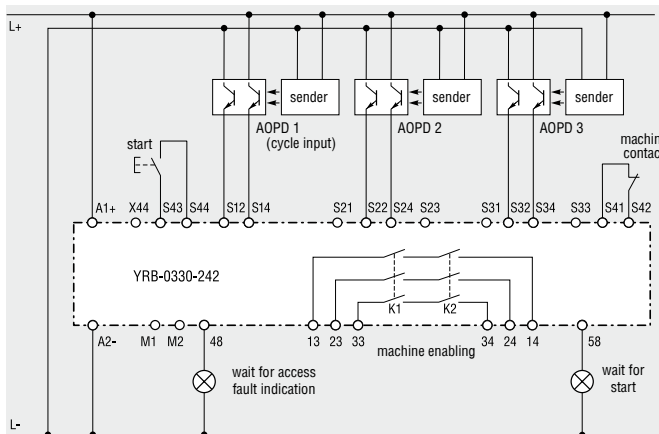 L+
sender
sender
sender
AOPD 1
(cycle input)
AOPD 2
AOPD 3
start
machin
contac
A1+
X44
S43
S44
S12
S14
S21
S22
S24
S23
S31
S32
S34
S33
S41
S42
YRB-0330-242
K1
K2
A2-
M1
M2
48
13
23
33
machine enabling
34
24
14
58
wait for access
fault indication
wait for
start
L-